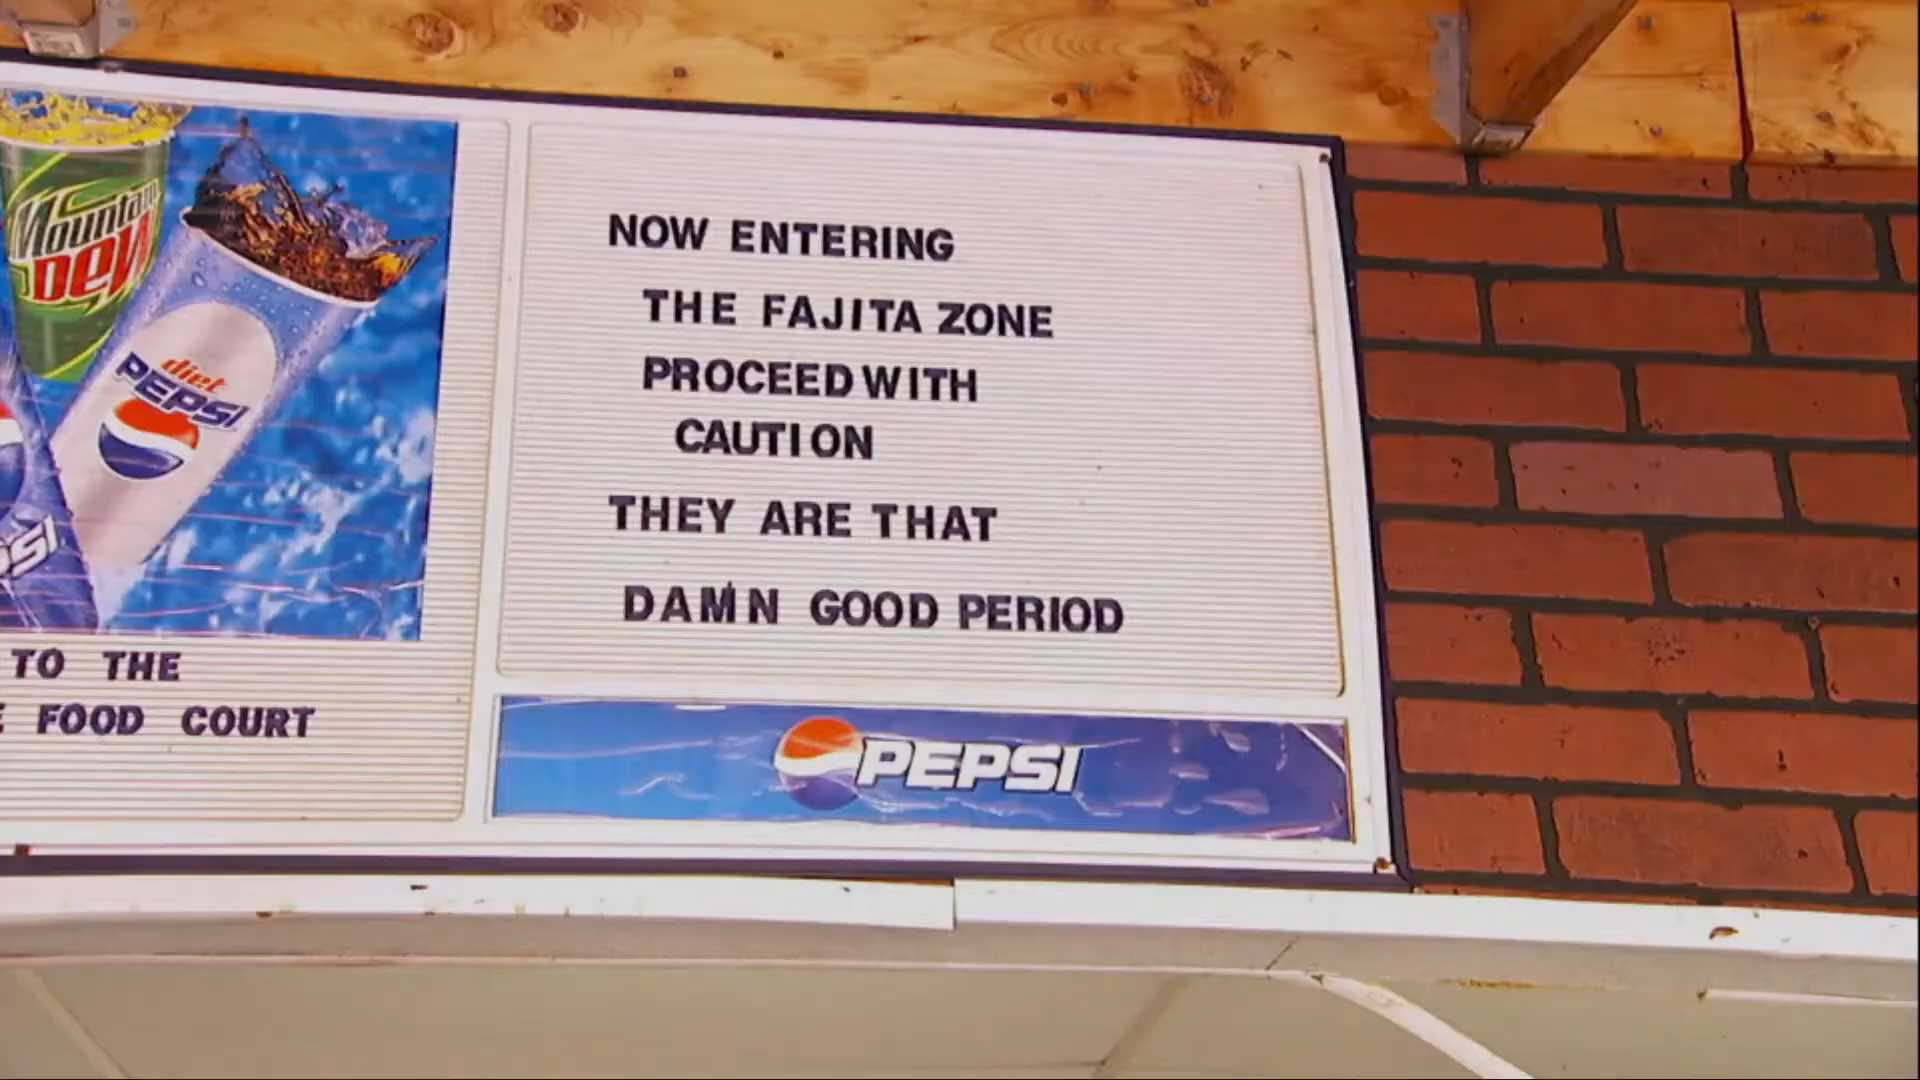 Mountain
Dew
diet
PEPSI
TO THE
FOOD COURT
NOW ENTERING
THE FAJITA ZONE
PROCEED WITH
CAUTION
THEY ARE THAT
DAMN GOOD PERIOD
PEPSI